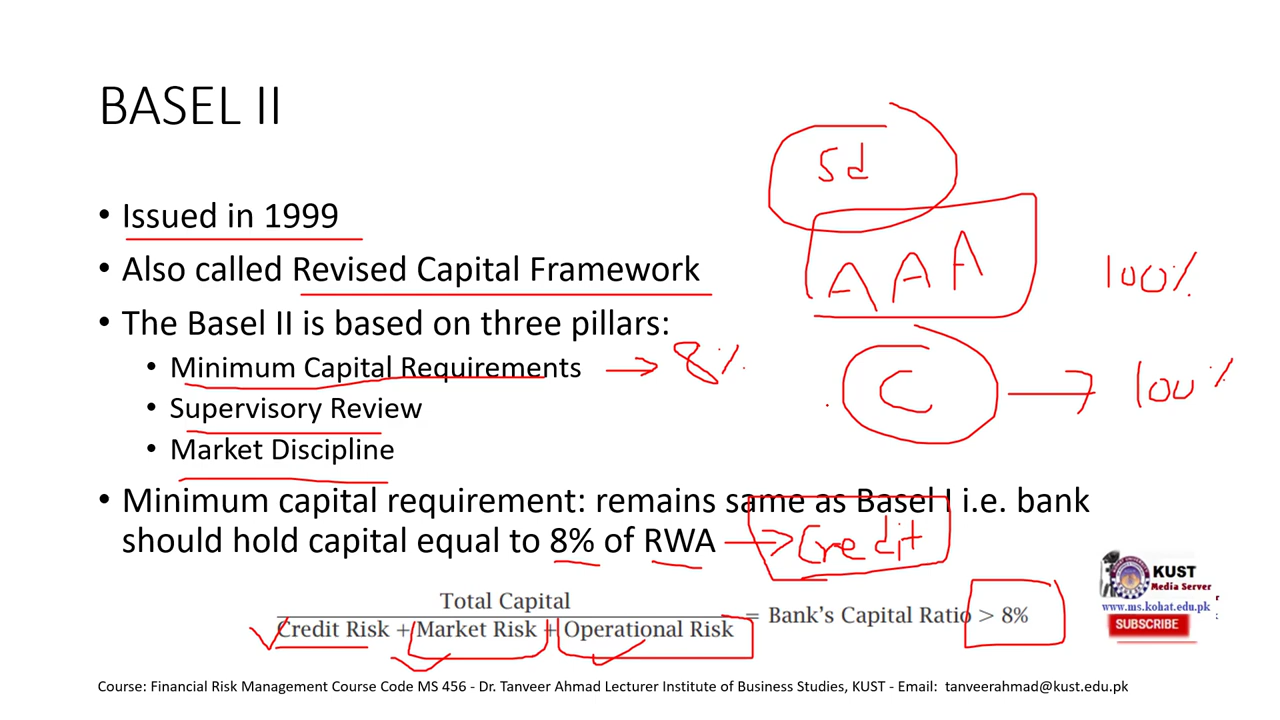 BASEL II
sd
• Issued in 1999
AAA
100%
• Also called Revised Capital Framework
• The Basel II is based on three pillars:
• Minimum Capital Requirements → 8%
C → 100%
• Supervisory Review
• Market Discipline
• Minimum capital requirement: remains same as Basel I i.e. bank
should hold capital equal to 8% of RWA → Credit
Total Capital
Credit Risk + Market Risk + Operational Risk = Bank's Capital Ratio > 8%
KUST
Media Server
www.ms.kohat.edu.pk
SUBSCRIBE
Course: Financial Risk Management Course Code MS 456 - Dr. Tanveer Ahmad Lecturer Institute of Business Studies, KUST - Email: tanveerahmad@kust.edu.pk